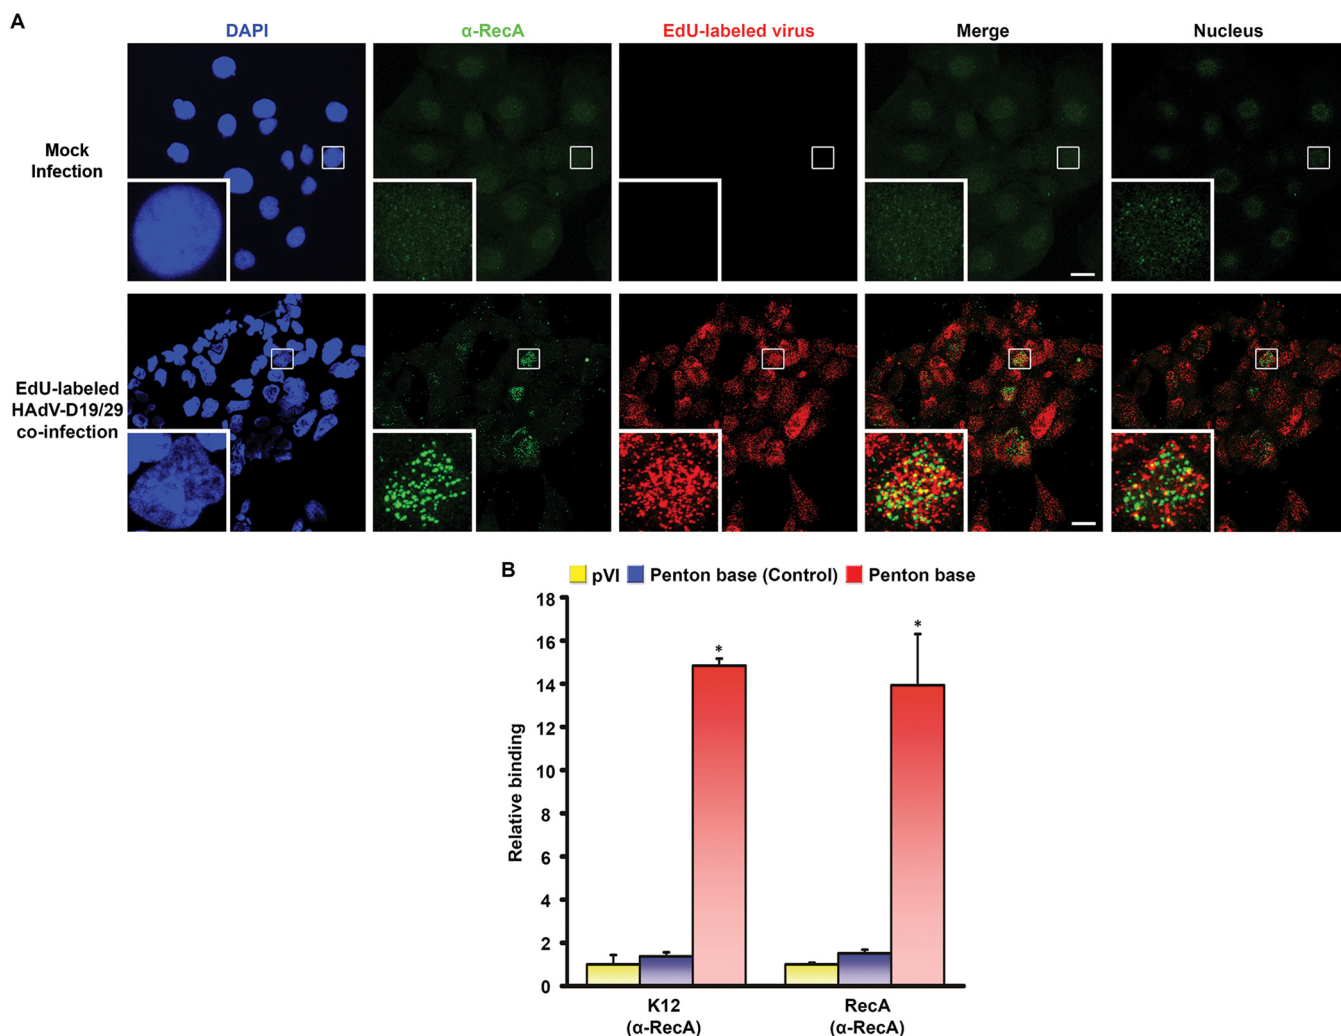 A
DAPI
α-RecA
EdU-labeled virus
Merge
Nucleus
Mock
Infection
EdU-labeled
HAdV-D19/29
co-infection
B
pVI
Penton base (Control)
Penton base
18
16
14
12
10
8
6
4
2
0
Relative binding
*
*
K12
(α-RecA)
RecA
(α-RecA)